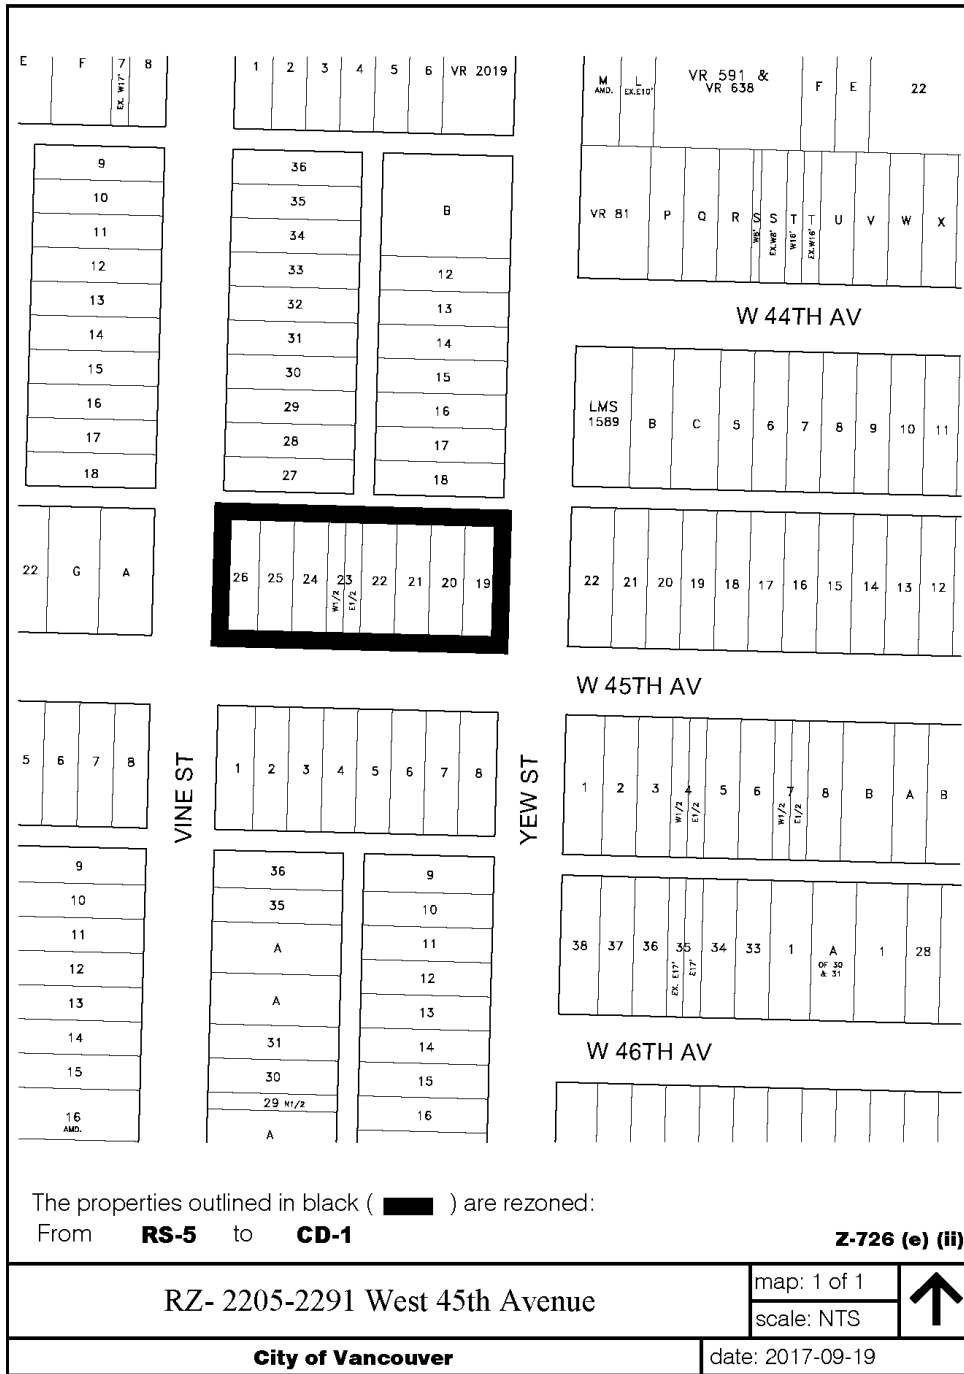 E F 7 8
EX. W17'
1 2 3 4 5 6 VR 2019
M L VR 591 & F E 22
AMD. EX.E10' VR 638
9
10
11
12
13
14
15
16
17
18
36
35
34
33
32
31
30
29
28
27
B
12
13
14
15
16
17
18
VR 81 P Q R S S T T U V W X
W8' EX.W8' W16' EX.W16'
W 44TH AV
LMS
1589 B C 5 6 7 8 9 10 11
22 G A
26 25 24 23 22 21 20 19
W1/2 E1/2
22 21 20 19 18 17 16 15 14 13 12
W 45TH AV
5 6 7 8
VINE ST
1 2 3 4 5 6 7 8
YEW ST
1 2 3 4 5 6 7 8 B A B
W1/2 E1/2 W1/2 E1/2
9
10
11
12
13
14
15
16
AMD.
36
35
A
A
31
30
29 N1/2
A
9
10
11
12
13
14
15
16
38 37 36 35 34 33 1 A 1 28
EX. E17' E17' OF 30
& 31
W 46TH AV
The properties outlined in black ( ) are rezoned:
From RS-5 to CD-1
Z-726 (e) (ii)
RZ- 2205-2291 West 45th Avenue
map: 1 of 1
scale: NTS
City of Vancouver
date: 2017-09-19